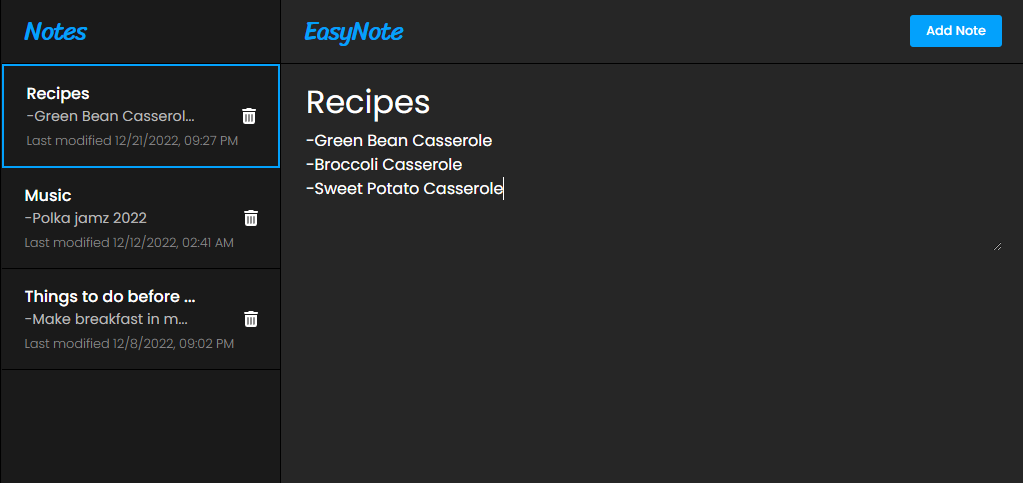 Notes
EasyNote
Add Note
Recipes
-Green Bean Casserol...
Last modified 12/21/2022, 09:27 PM
Music
-Polka jamz 2022
Last modified 12/12/2022, 02:41 AM
Things to do before ...
-Make breakfast in m...
Last modified 12/8/2022, 09:02 PM
Recipes
-Green Bean Casserole
-Broccoli Casserole
-Sweet Potato Casserole